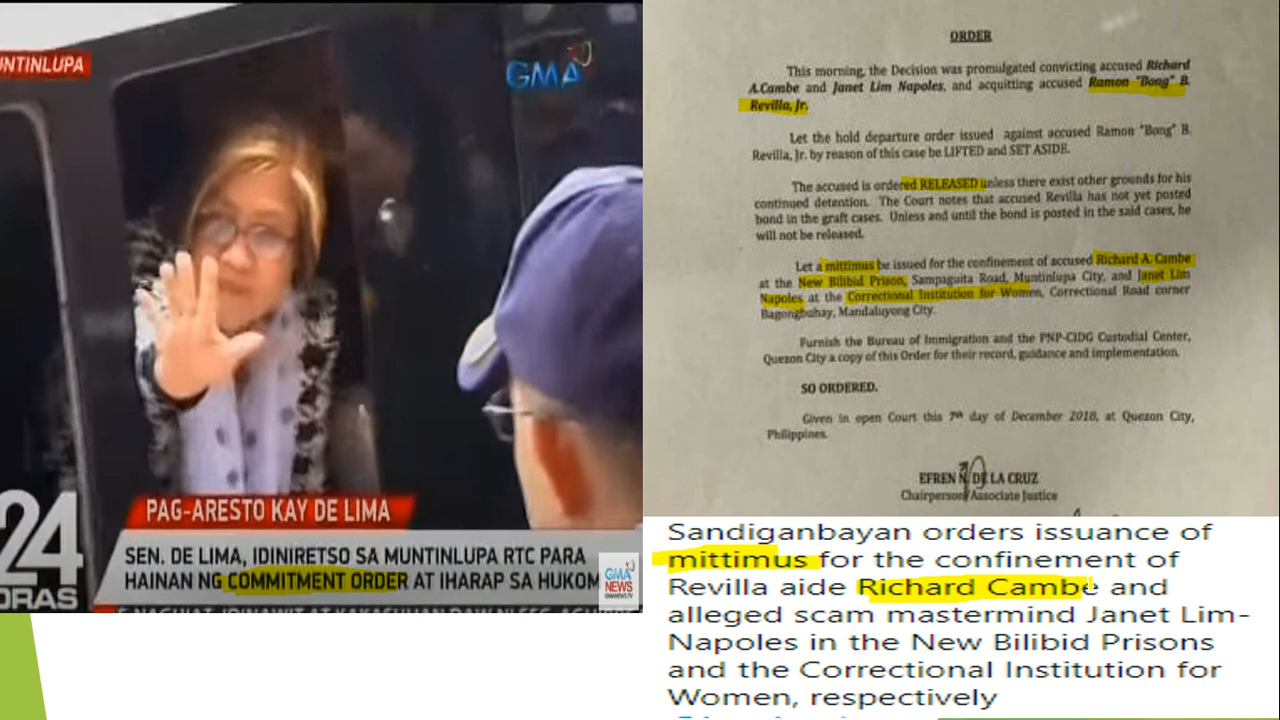 UNTINLUPA
GMA
24
ORAS
PAG-ARESTO KAY DE LIMA
SEN. DE LIMA, IDINIRETSO SA MUNTINLUPA RTC PARA
HAINAN NG COMMITMENT ORDER AT IHARAP SA HUKOM
GMA
NEWS
ORDER
This morning, the Decision was promulgated convicting accused Richard
A.Cambe and Janet Lim Napoles, and acquitting accused Ramon "Bong" B.
Revilla, Jr.
Let the hold departure order issued against accused Ramon "Bong" B.
Revilla, Jr. by reason of this case be LIFTED and SET ASIDE.
The accused is ordered RELEASED unless there exist other grounds for his
continued detention. The Court notes that accused Revilla has not yet posted
bond in the graft cases. Unless and until the bond is posted in the said cases, he
will not be released.
Let a mittimus be issued for the confinement of accused Richard A. Cambe
at the New Bilibid Prison, Sampaguita Road, Muntinlupa City, and Janet Lim
Napoles at the Correctional Institution for Women, Correctional Road corner
Bagongbuhay, Mandaluyong City.
Furnish the Bureau of Immigration and the PNP-CIDG Custodial Center,
Quezon City a copy of this Order for their record, guidance and implementation.
SO ORDERED.
Given in open Court this 7th day of December 2018, at Quezon City,
Philippines.
EFREN N. DE LA CRUZ
Chairperson/Associate Justice
Sandiganbayan orders issuance of
mittimus for the confinement of
Revilla aide Richard Cambe and
alleged scam mastermind Janet Lim-
Napoles in the New Bilibid Prisons
and the Correctional Institution for
Women, respectively